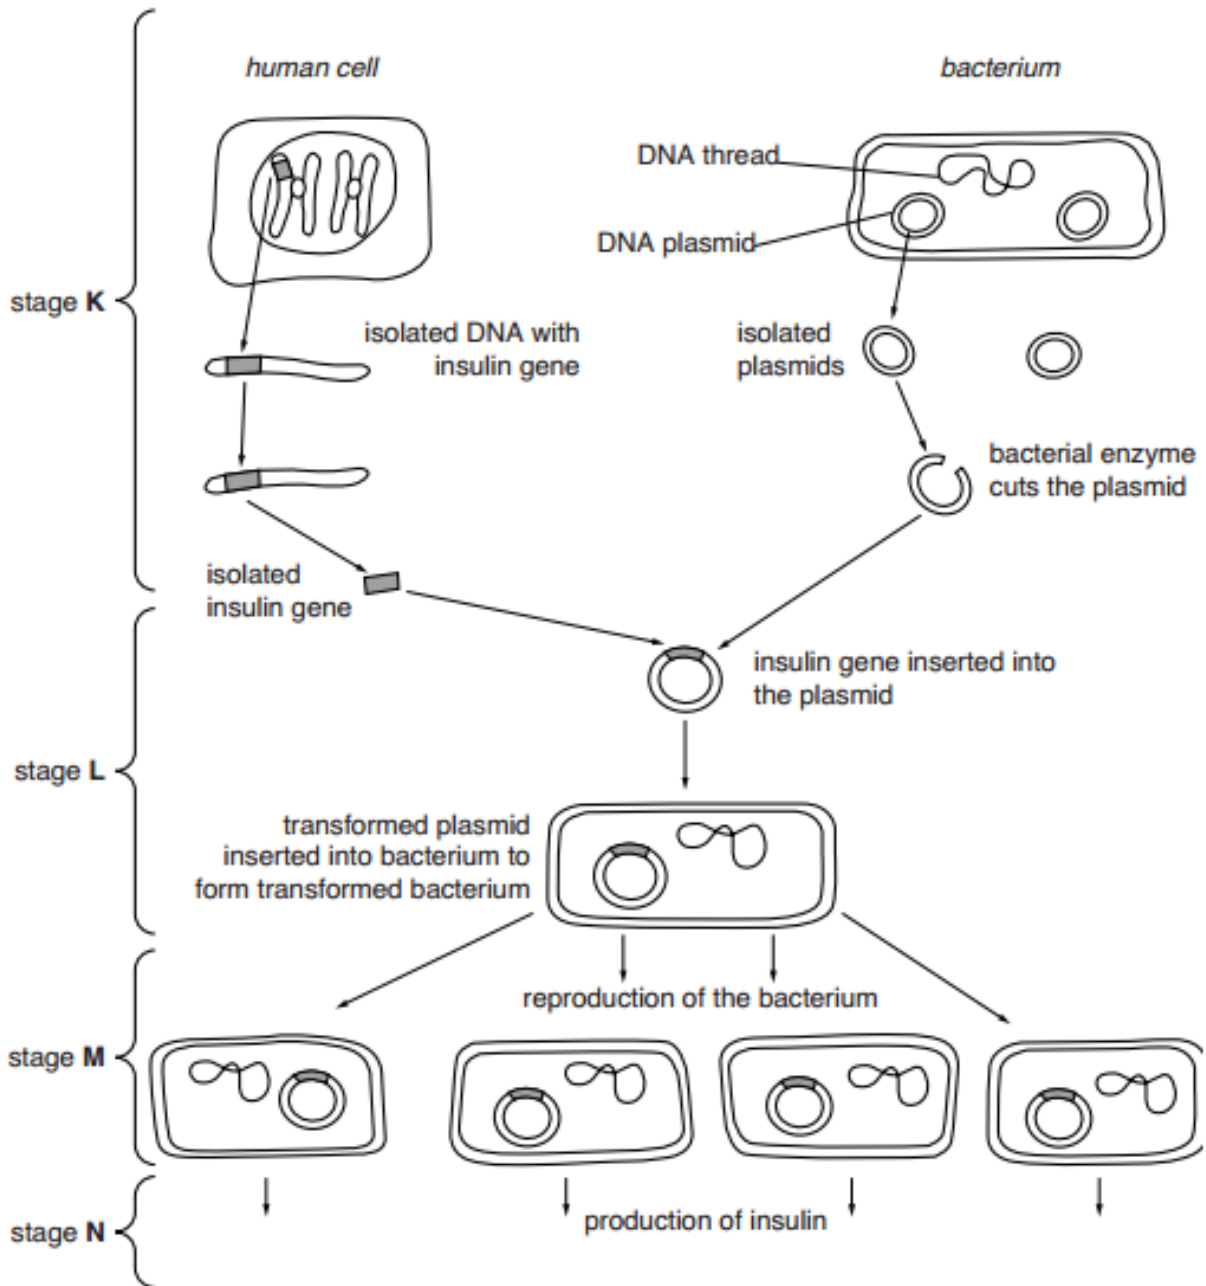 human cell
bacterium
DNA thread
DNA plasmid
stage K
isolated DNA with
insulin gene
isolated
plasmids
bacterial enzyme
cuts the plasmid
isolated
insulin gene
insulin gene inserted into
the plasmid
stage L
transformed plasmid
inserted into bacterium to
form transformed bacterium
reproduction of the bacterium
stage M
production of insulin
stage N